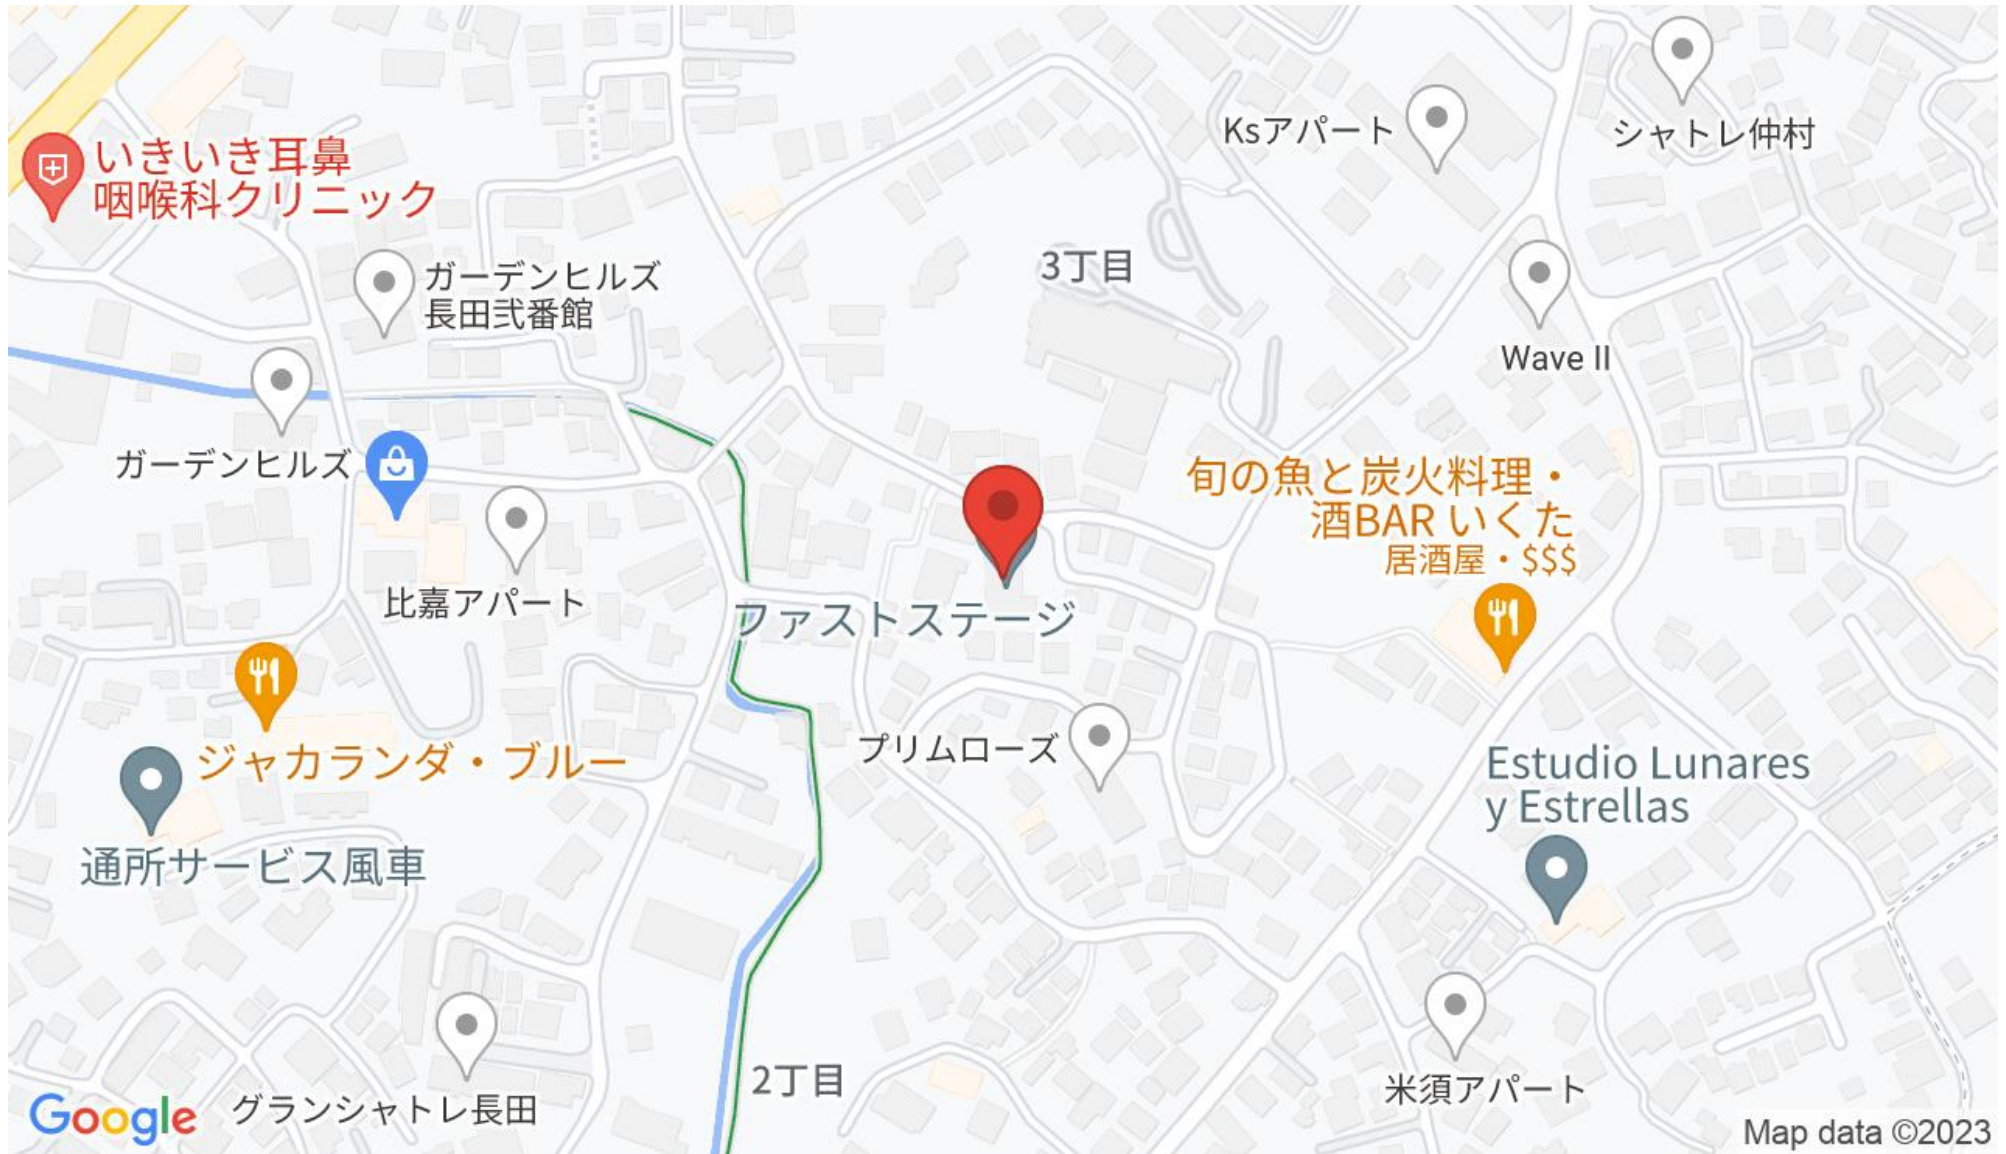 いきいき耳鼻
咽喉科クリニック
Ksアパート
シャトレ仲村
ガーデンヒルズ
長田弐番館
3丁目
Wave II
ガーデンヒルズ
旬の魚と炭火料理・
酒BAR いくた
居酒屋・$$$
比嘉アパート
ファストステージ
ジャカランダ・ブルー
プリムローズ
Estudio Lunares
y Estrellas
通所サービス風車
2丁目
米須アパート
グランシャトレ長田
Google
Map data ©2023